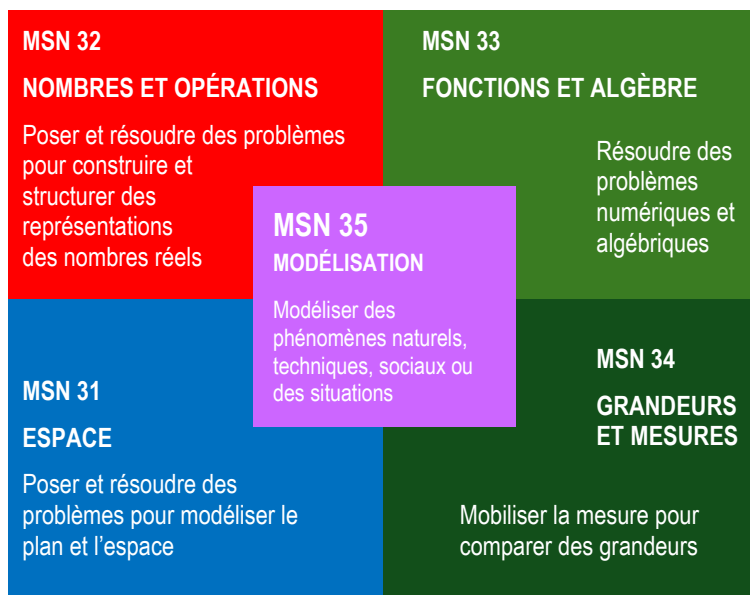 MSN 32
NOMBRES ET OPÉRATIONS
Poser et résoudre des problèmes
pour construire et
structurer des
représentations
des nombres réels
MSN 33
FONCTIONS ET ALGÈBRE
Résoudre des
problèmes
numériques et
algébriques
MSN 35
MODÉLISATION
Modéliser des
phénomènes naturels,
techniques, sociaux ou
des situations
MSN 31
ESPACE
Poser et résoudre des
problèmes pour modéliser le
plan et l’espace
MSN 34
GRANDEURS
ET MESURES
Mobiliser la mesure pour
comparer des grandeurs